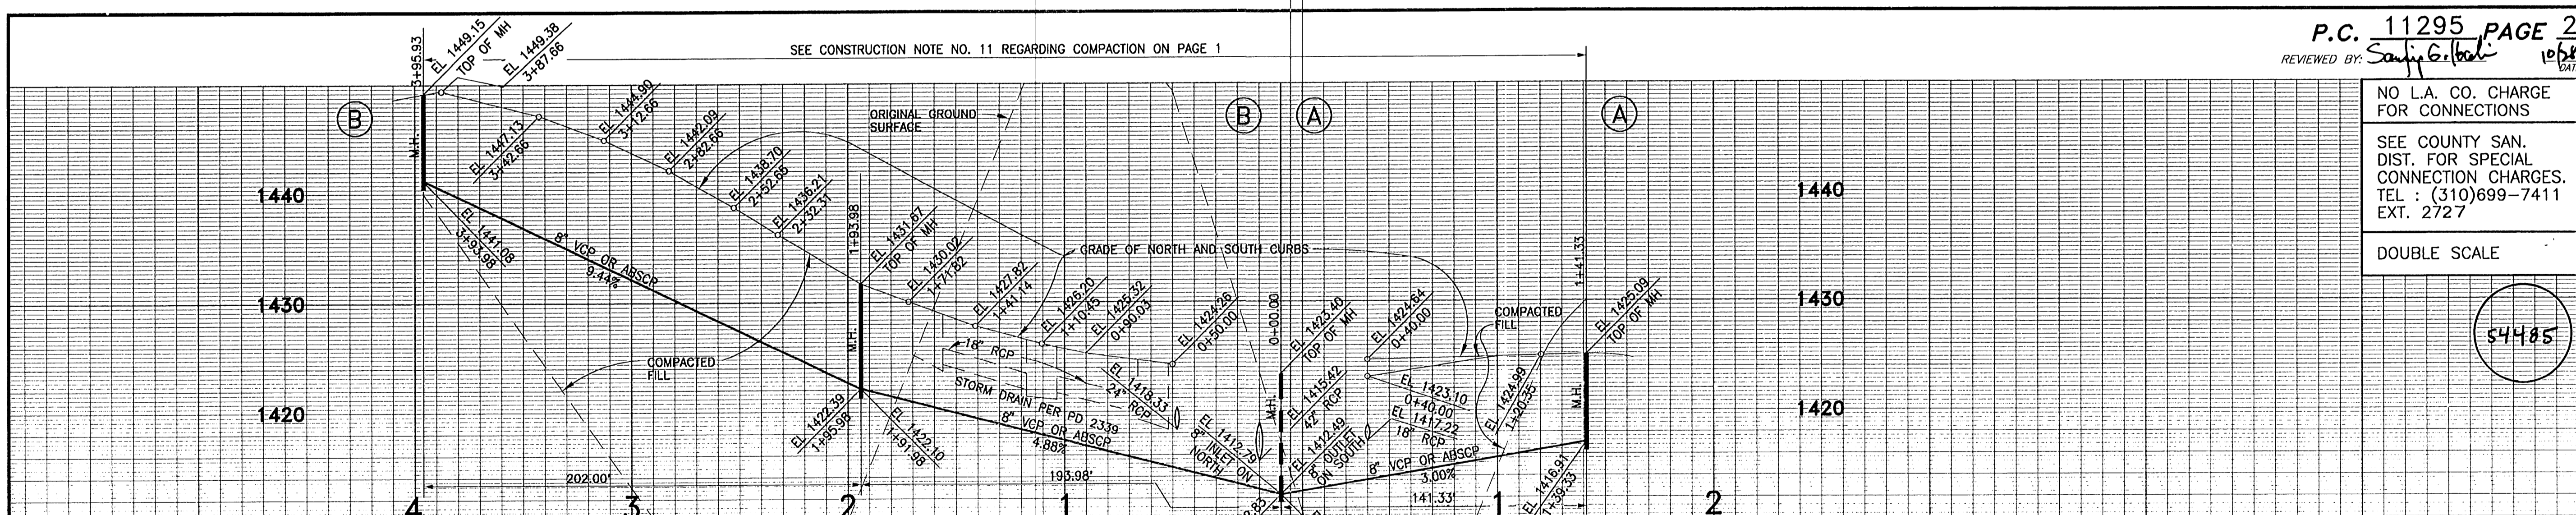 P.C. 11295 PAGE 2
REVIEWED BY:
NO L.A. CO. CHARGE
FOR CONNECTIONS
SEE COUNTY SAN.
DIST. FOR SPECIAL
CONNECTION CHARGES.
TEL : (310)699-7411
EXT. 2727
DOUBLE SCALE
54485
SEE CONSTRUCTION NOTE NO. 11 REGARDING COMPACTION ON PAGE 1
3+95.93
EL 1449.15
TOP OF MH
EL 1449.38
3+87.66
B
M.H.
EL 1447.13
3+42.66
EL 1444.90
3+12.66
EL 1442.09
2+82.66
EL 1438.70
2+52.65
EL 1436.21
2+32.31
ORIGINAL GROUND
SURFACE
B
A
A
1440
1440
EL 1441.08
3+93.98
8" VCP OR ABSCP
9.44%
1+93.98
EL 1431.67
TOP OF MH
EL 1430.02
1+71.82
EL 1427.82
1+41.14
EL 1426.20
1+10.45
EL 1425.32
0+90.03
EL 1424.26
0+50.00
GRADE OF NORTH AND SOUTH CURBS
0+00.00
EL 1423.40
TOP OF MH
EL 1424.64
0+40.00
COMPACTED
FILL
1+41.33
EL 1425.09
TOP OF MH
1430
1430
COMPACTED
FILL
M.H.
18" RCP
STORM DRAIN PER PD 2339
EL 1418.33
24" RCP
8" VCP OR ABSCP
4.88%
EL 1422.39
1+95.98
EL 1422.10
1+91.98
M.H.
EL 1415.42
42" RCP
EL 1412.79
8" INLET ON
NORTH
EL 1412.49
8" OUTLET
ON SOUTH
EL 1423.10
0+40.00
EL 1417.22
18" RCP
EL 1424.99
1+20.35
M.H.
8" VCP OR ABSCP
3.00%
EL 1416.91
1+39.33
1420
1420
202.00'
193.98'
141.33'
4
3
2
1
1
2